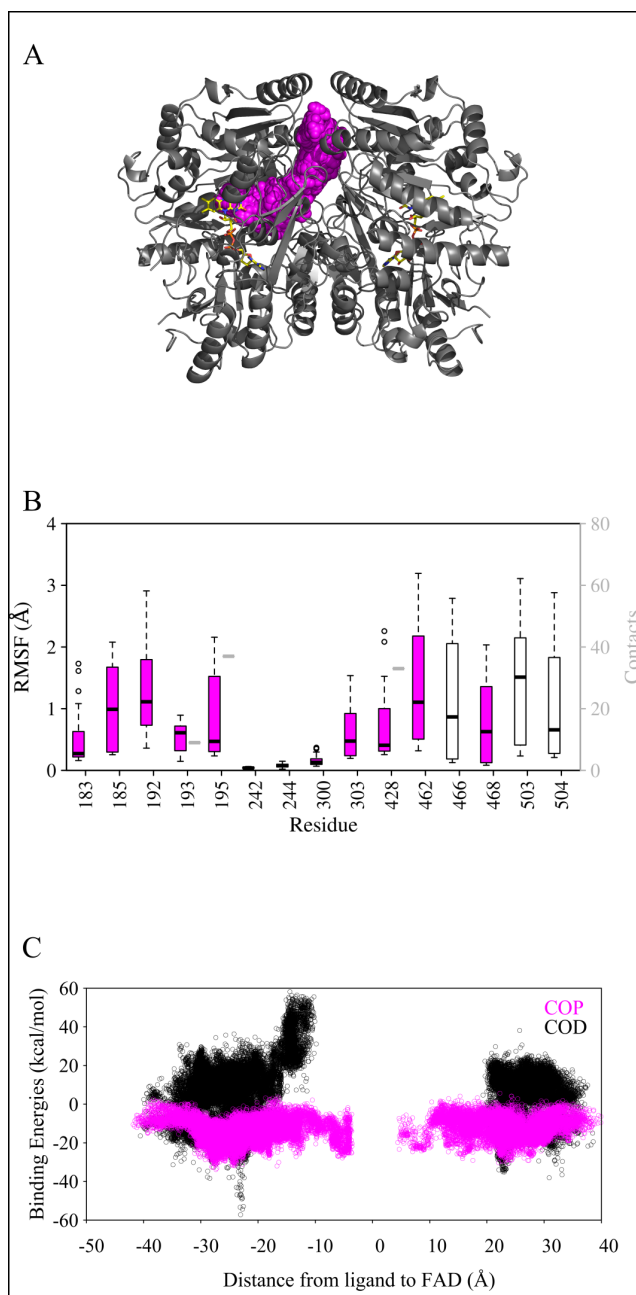 A
B
4
3
2
1
0
RMSF (Å)
80
60
40
20
0
Contacts
183
185
192
193
195
242
244
300
303
428
462
466
468
503
504
Residue
C
60
40
20
0
-20
-40
-60
Binding Energies (kcal/mol)
COP
COD
-50 -40 -30 -20 -10 0 10 20 30 40
Distance from ligand to FAD (Å)